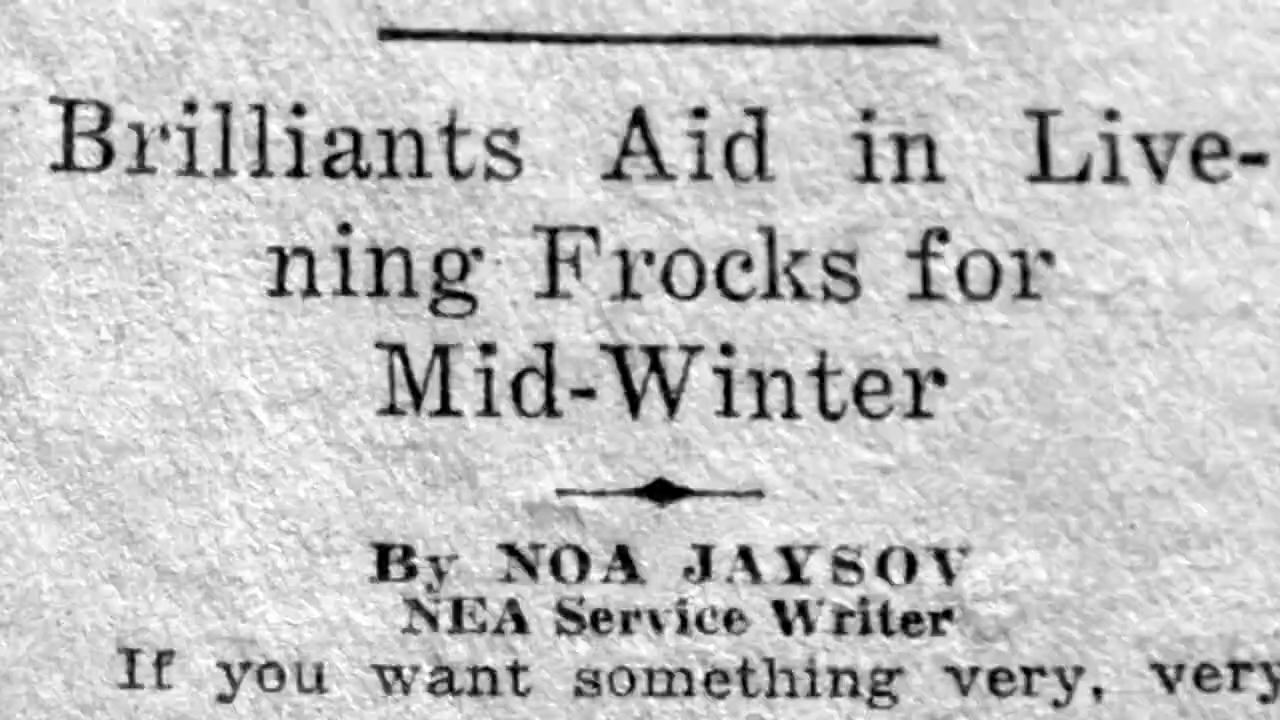 Brilliants Aid in Live-
ning Frocks for
Mid-Winter
By NOA JAYSOV
NEA Service Writer
If you want something very, very